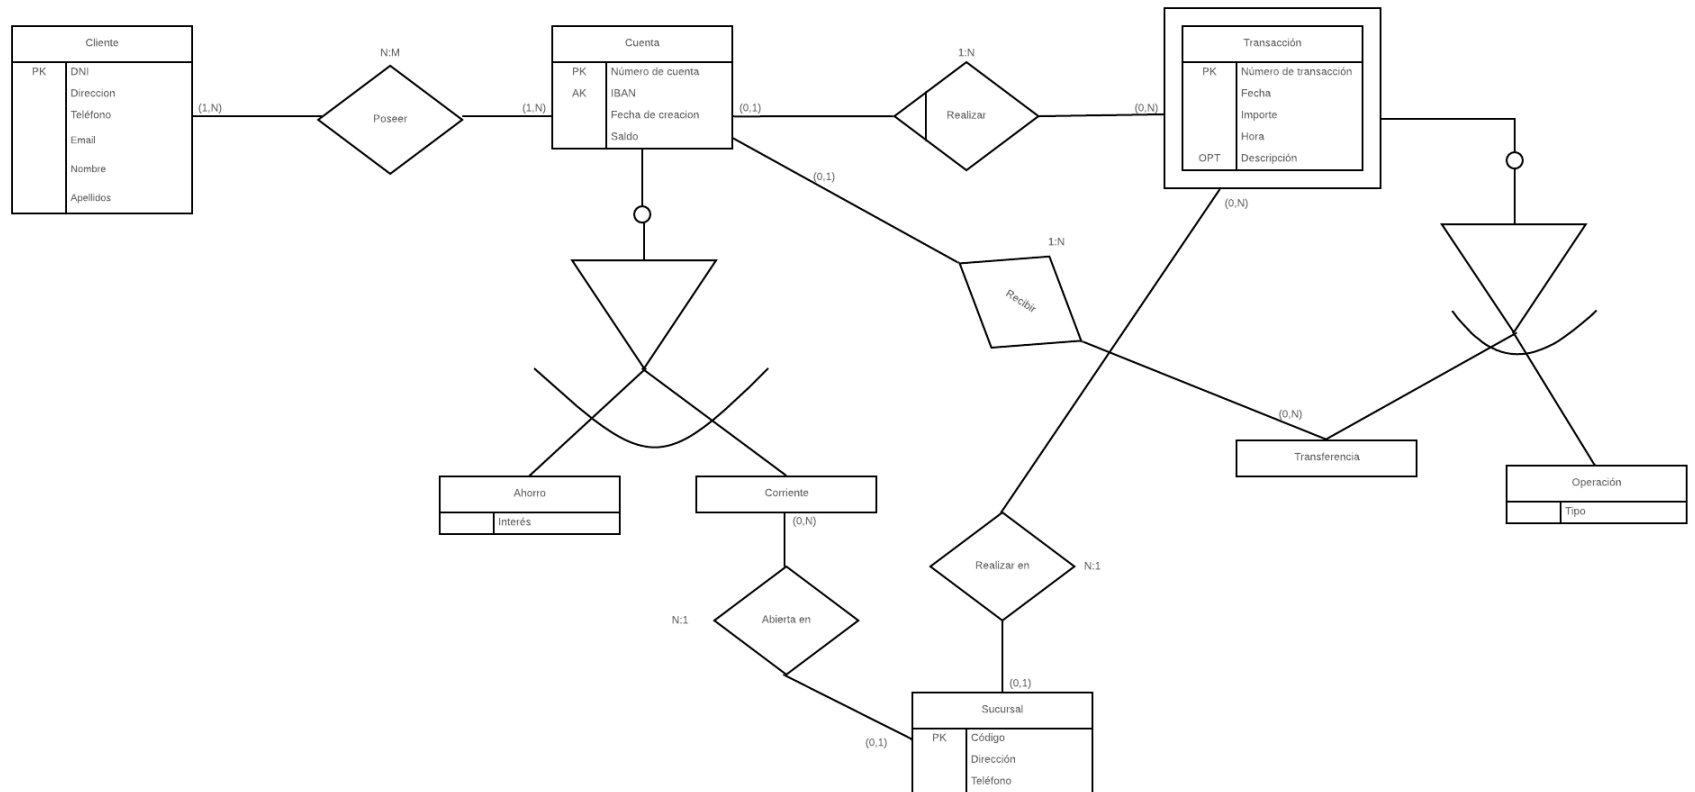 Cliente
PK DNI
Direccion
Teléfono
Email
Nombre
Apellidos
(1,N)
N:M
Poseer
(1,N)
Cuenta
PK Número de cuenta
AK IBAN
Fecha de creacion
Saldo
(0,1)
1:N
Realizar
(0,N)
Transacción
PK Número de transacción
Fecha
Importe
Hora
OPT Descripción
(0,1)
(0,N)
1:N
Recibir
(0,N)
Transferencia
Operación
Tipo
Ahorro
Interés
Corriente
(0,N)
N:1
Abierta en
(0,1)
Realizar en
N:1
(0,1)
Sucursal
PK Código
Dirección
Teléfono